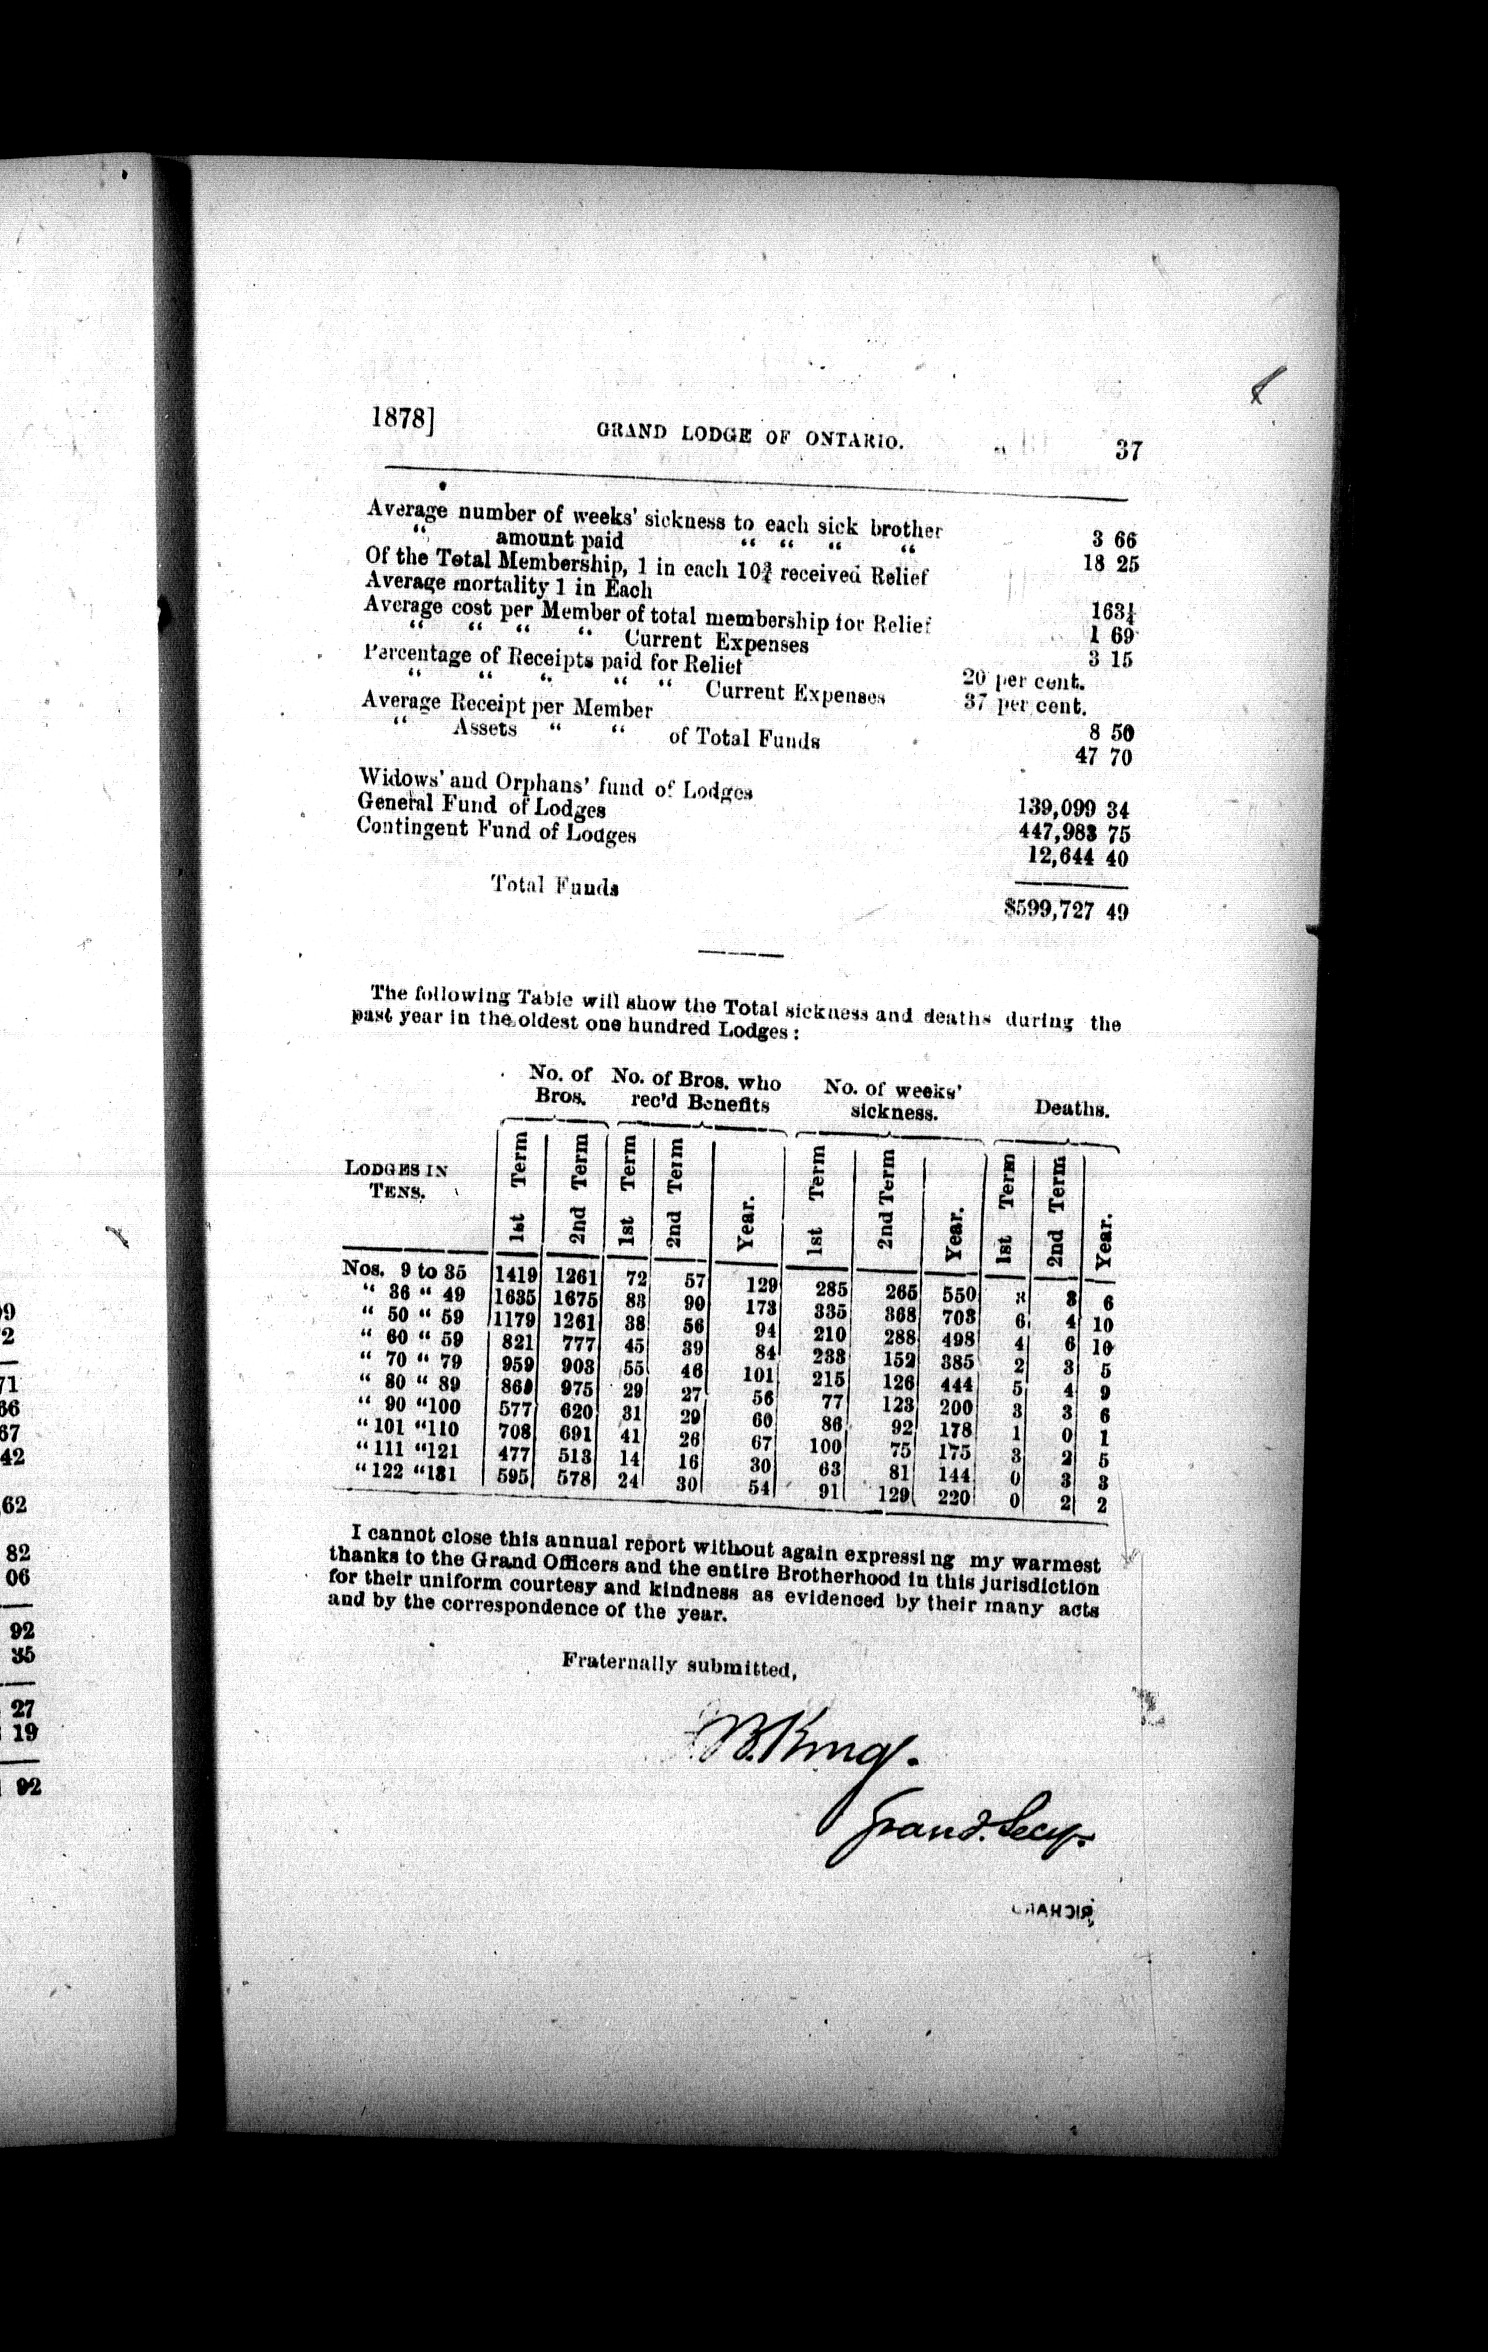 1878] GRAND LODGE OF ONTARIO. 37
Average number of weeks' sickness to each sick brother 3 66
“ amount paid “ “ “ “ 18 25
Of the Total Membership, 1 in each 10¾ received Relief
Average mortality 1 in Each 163¼
Average cost per Member of total membership for Relief 1 69
“ “ “ “ Current Expenses 3 15
Percentage of Receipts paid for Relief 20 per cent.
“ “ “ “ “ Current Expenses 37 per cent.
Average Receipt per Member 8 50
“ Assets “ “ of Total Funds 47 70
Widows' and Orphans' fund of Lodges 139,099 34
General Fund of Lodges 447,983 75
Contingent Fund of Lodges 12,644 40
Total Funds $599,727 49
The following Table will show the Total sickness and deaths during the
past year in the oldest one hundred Lodges:
No. of No. of Bros. who No. of weeks' Deaths.
Bros. rec'd Benefits sickness.
LODGES IN
TENS.
1st Term 2nd Term 1st Term 2nd Term Year. 1st Term 2nd Term Year. 1st Term 2nd Term Year.
Nos. 9 to 35 1419 1261 72 57 129 285 265 550 3 3 6
“ 36 “ 49 1635 1675 83 90 173 335 368 703 6 4 10
“ 50 “ 59 1179 1261 38 56 94 210 288 498 4 6 10
“ 60 “ 59 821 777 45 39 84 233 152 385 2 3 5
“ 70 “ 79 959 903 55 46 101 215 126 444 5 4 9
“ 80 “ 89 869 975 29 27 56 77 123 200 3 3 6
“ 90 “100 577 620 31 29 60 86 92 178 1 0 1
“101 “110 708 691 41 26 67 100 75 175 3 2 5
“111 “121 477 513 14 16 30 63 81 144 0 3 3
“122 “131 595 578 24 30 54 91 129 220 0 2 2
I cannot close this annual report without again expressing my warmest
thanks to the Grand Officers and the entire Brotherhood in this jurisdiction
for their uniform courtesy and kindness as evidenced by their many acts
and by the correspondence of the year.
Fraternally submitted,
B. King.
Grand. Secy.